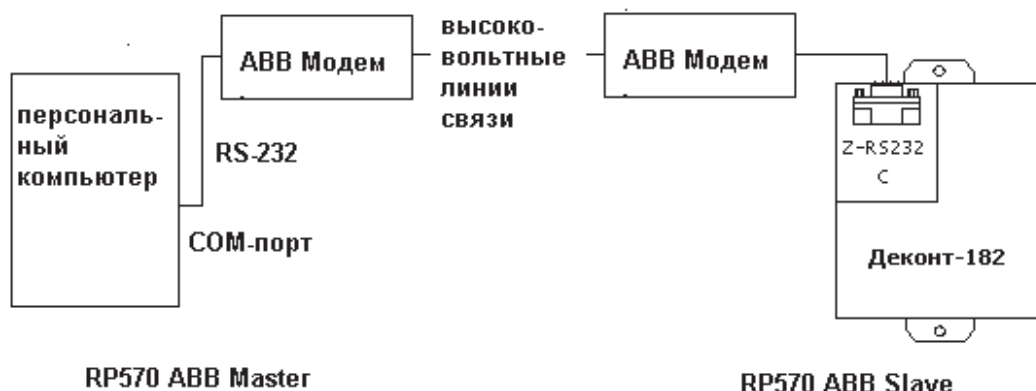 персональ-
ный
компьютер
RS-232
COM-порт
ABB Модем
высоко-
вольтные
линии
связи
ABB Модем
Z-RS232
C
Деконт-182
RP570 ABB Master
RP570 ABB Slave